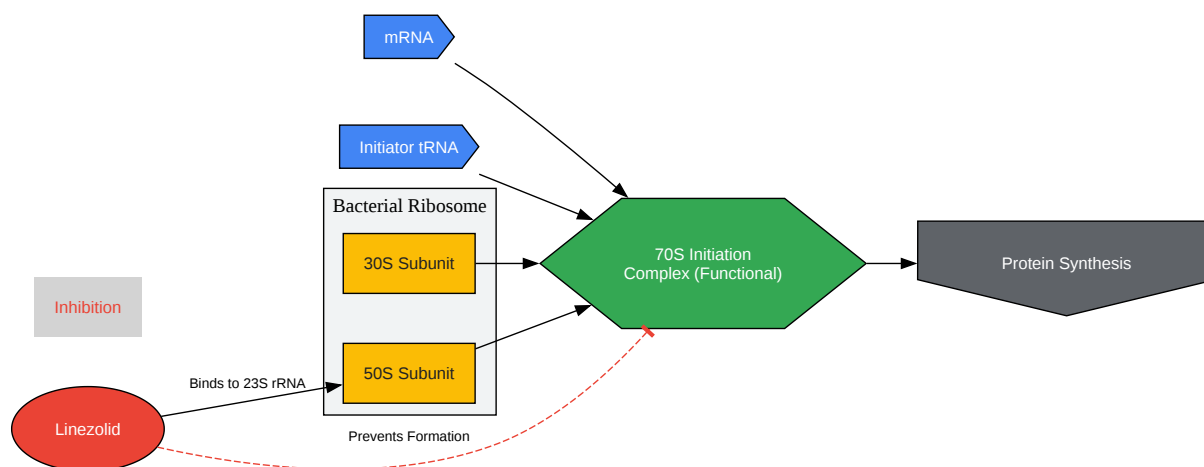 mRNA
Initiator tRNA
Bacterial Ribosome
30S Subunit
70S Initiation
Complex (Functional)
Protein Synthesis
Inhibition
50S Subunit
Binds to 23S rRNA
Linezolid
Prevents Formation